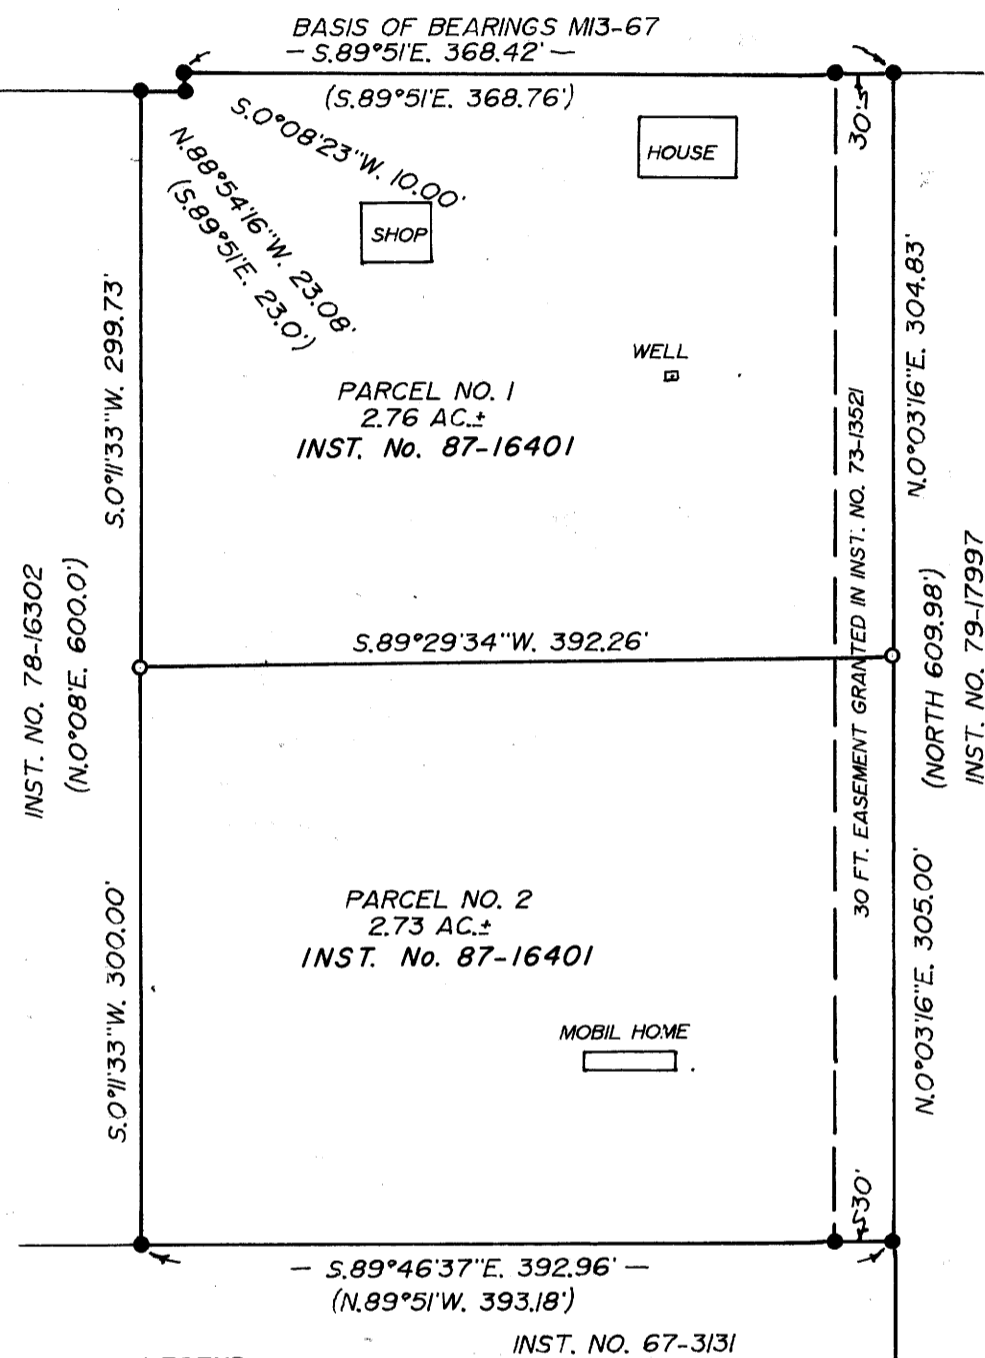 BASIS OF BEARINGS M13-67
— S.89°51'E. 368.42' —
(S.89°51'E. 368.76')
30'±
S.0°08'23"W. 10.00'
N.88°54'16"W. 23.08'
(S.89°51'E. 23.0')
HOUSE
SHOP
WELL
S.0°11'33"W. 299.73'
N.0°03'16"E. 304.83'
PARCEL NO. 1
2.76 AC.±
INST. No. 87-16401
30 FT. EASEMENT GRANTED IN INST. NO. 73-13521
INST. NO. 78-16302
(N.0°08'E. 600.0')
(NORTH 609.98')
INST. NO. 79-17997
S.89°29'34"W. 392.26'
PARCEL NO. 2
2.73 AC.±
INST. No. 87-16401
S.0°11'33"W. 300.00'
N.0°03'16"E. 305.00'
MOBIL HOME
30'
— S.89°46'37"E. 392.96' —
(N.89°51'W. 393.18')
INST. NO. 67-3131